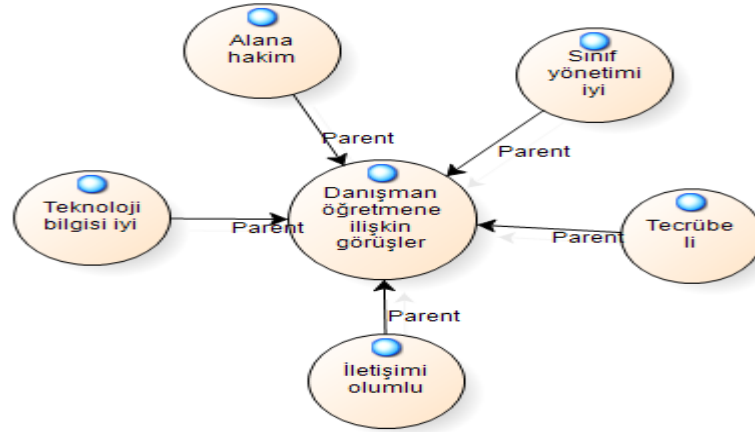 Alana
hakim
Sınıf
yönetimi
iyi
Parent
Parent
Teknoloji
bilgisi iyi
Parent
Danışman
öğretmene
ilişkin
görüşler
Parent
Tecrübe
li
Parent
İletişimi
olumlu